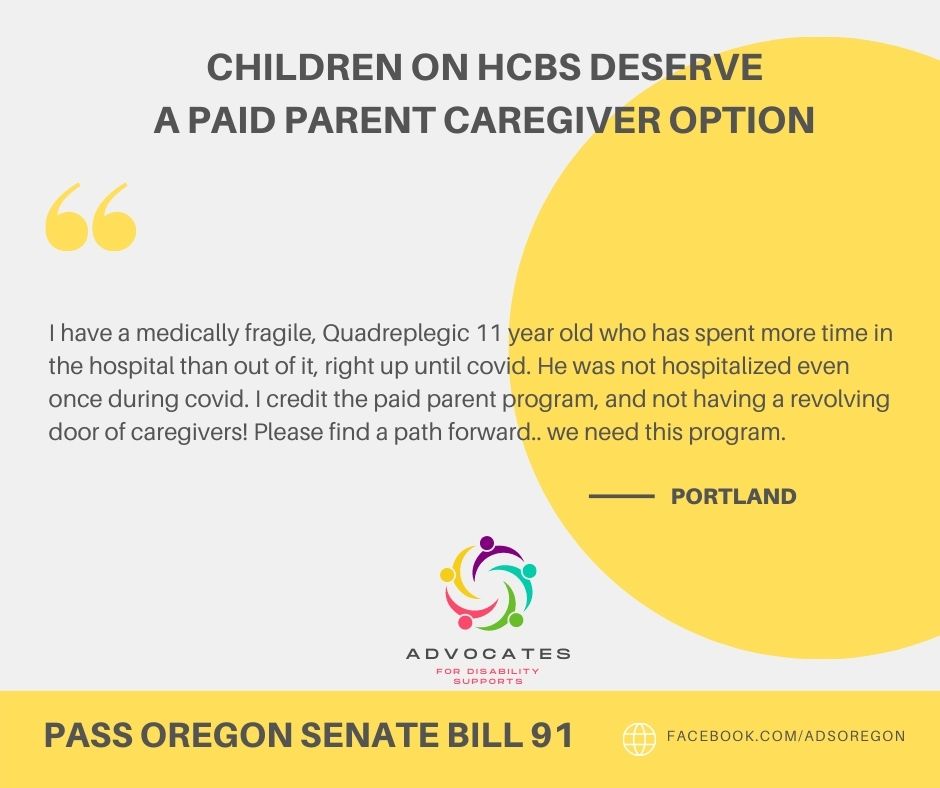 CHILDREN ON HCBS DESERVE
A PAID PARENT CAREGIVER OPTION
“
I have a medically fragile, Quadreplegic 11 year old who has spent more time in
the hospital than out of it, right up until covid. He was not hospitalized even
once during covid. I credit the paid parent program, and not having a revolving
door of caregivers! Please find a path forward.. we need this program.
PORTLAND
ADVOCATES
FOR DISABILITY
SUPPORTS
PASS OREGON SENATE BILL 91
FACEBOOK.COM/ADSOREGON